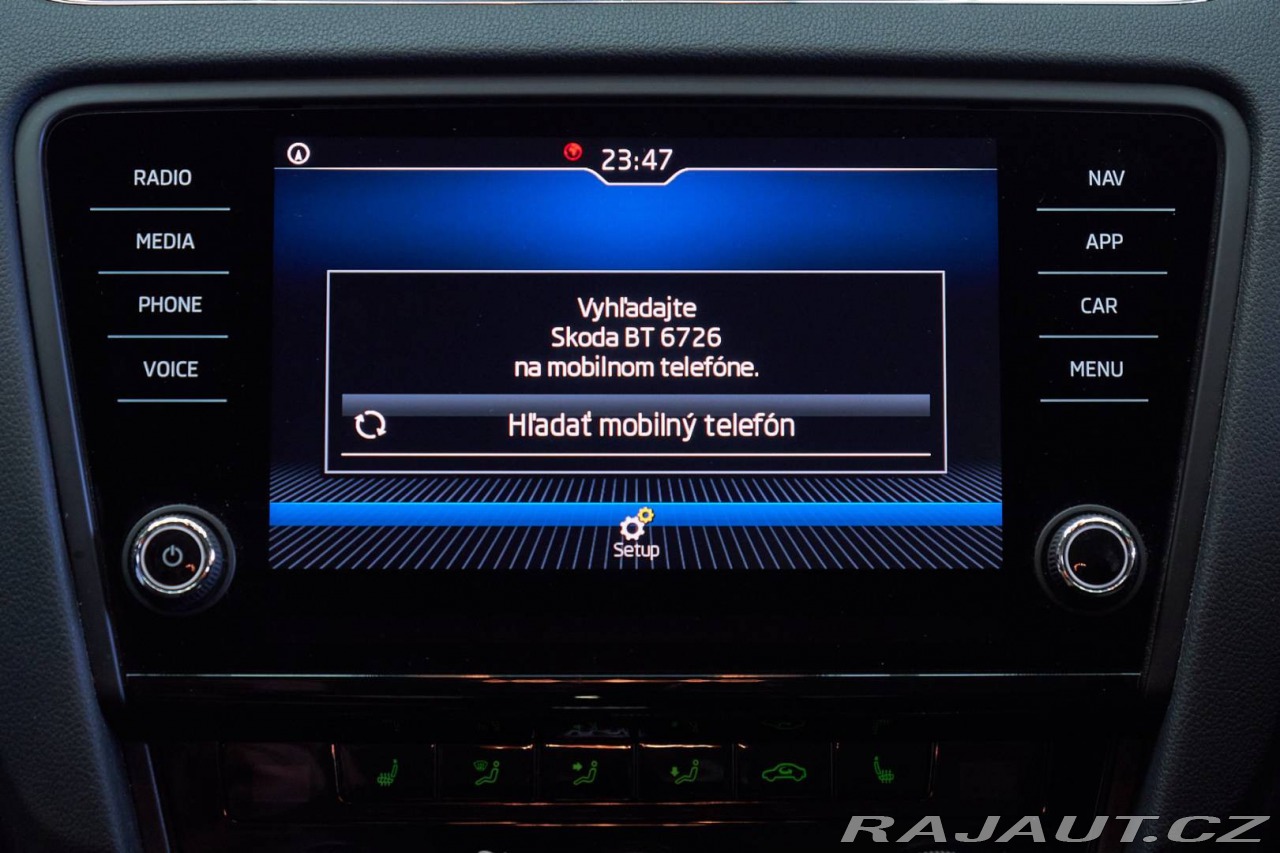 23:47
RADIO
MEDIA
PHONE
VOICE
Vyhľadajte
Skoda BT 6726
na mobilnom telefóne.
Hľadať mobilný telefón
Setup
NAV
APP
CAR
MENU
RAJAUT.CZ